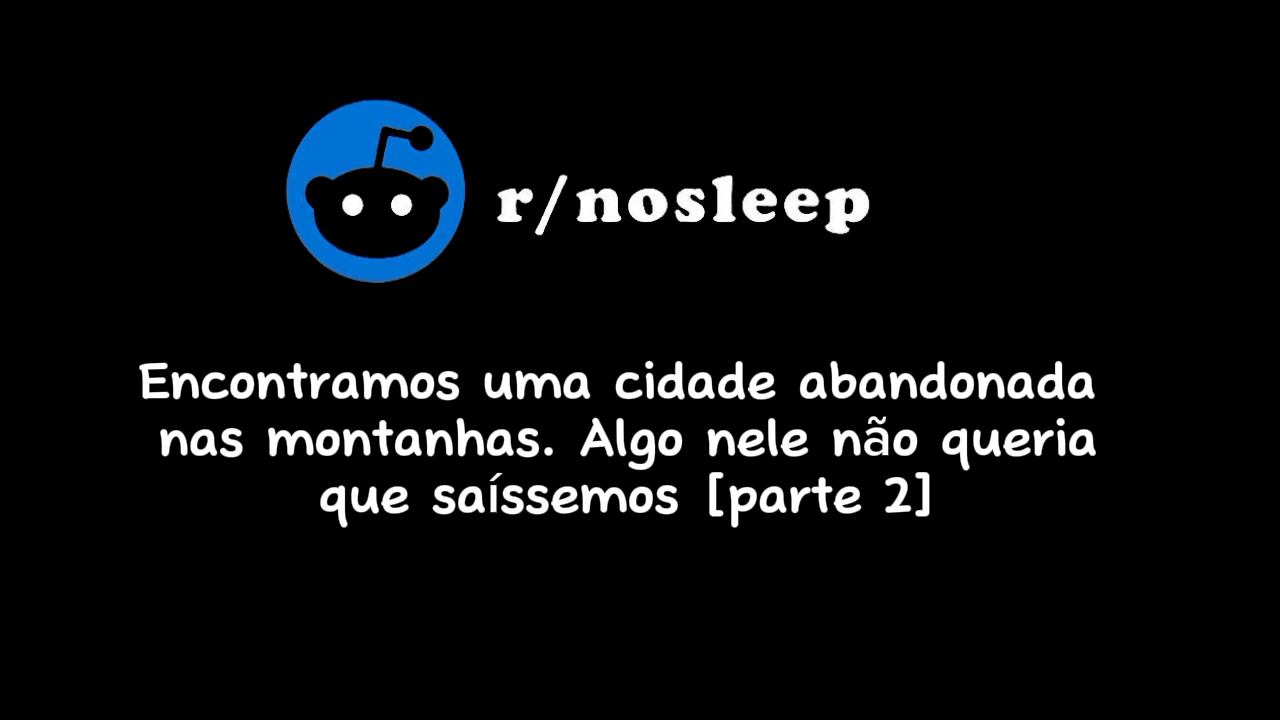 r/nosleep
Encontramos uma cidade abandonada
nas montanhas. Algo nele não queria
que saíssemos [parte 2]